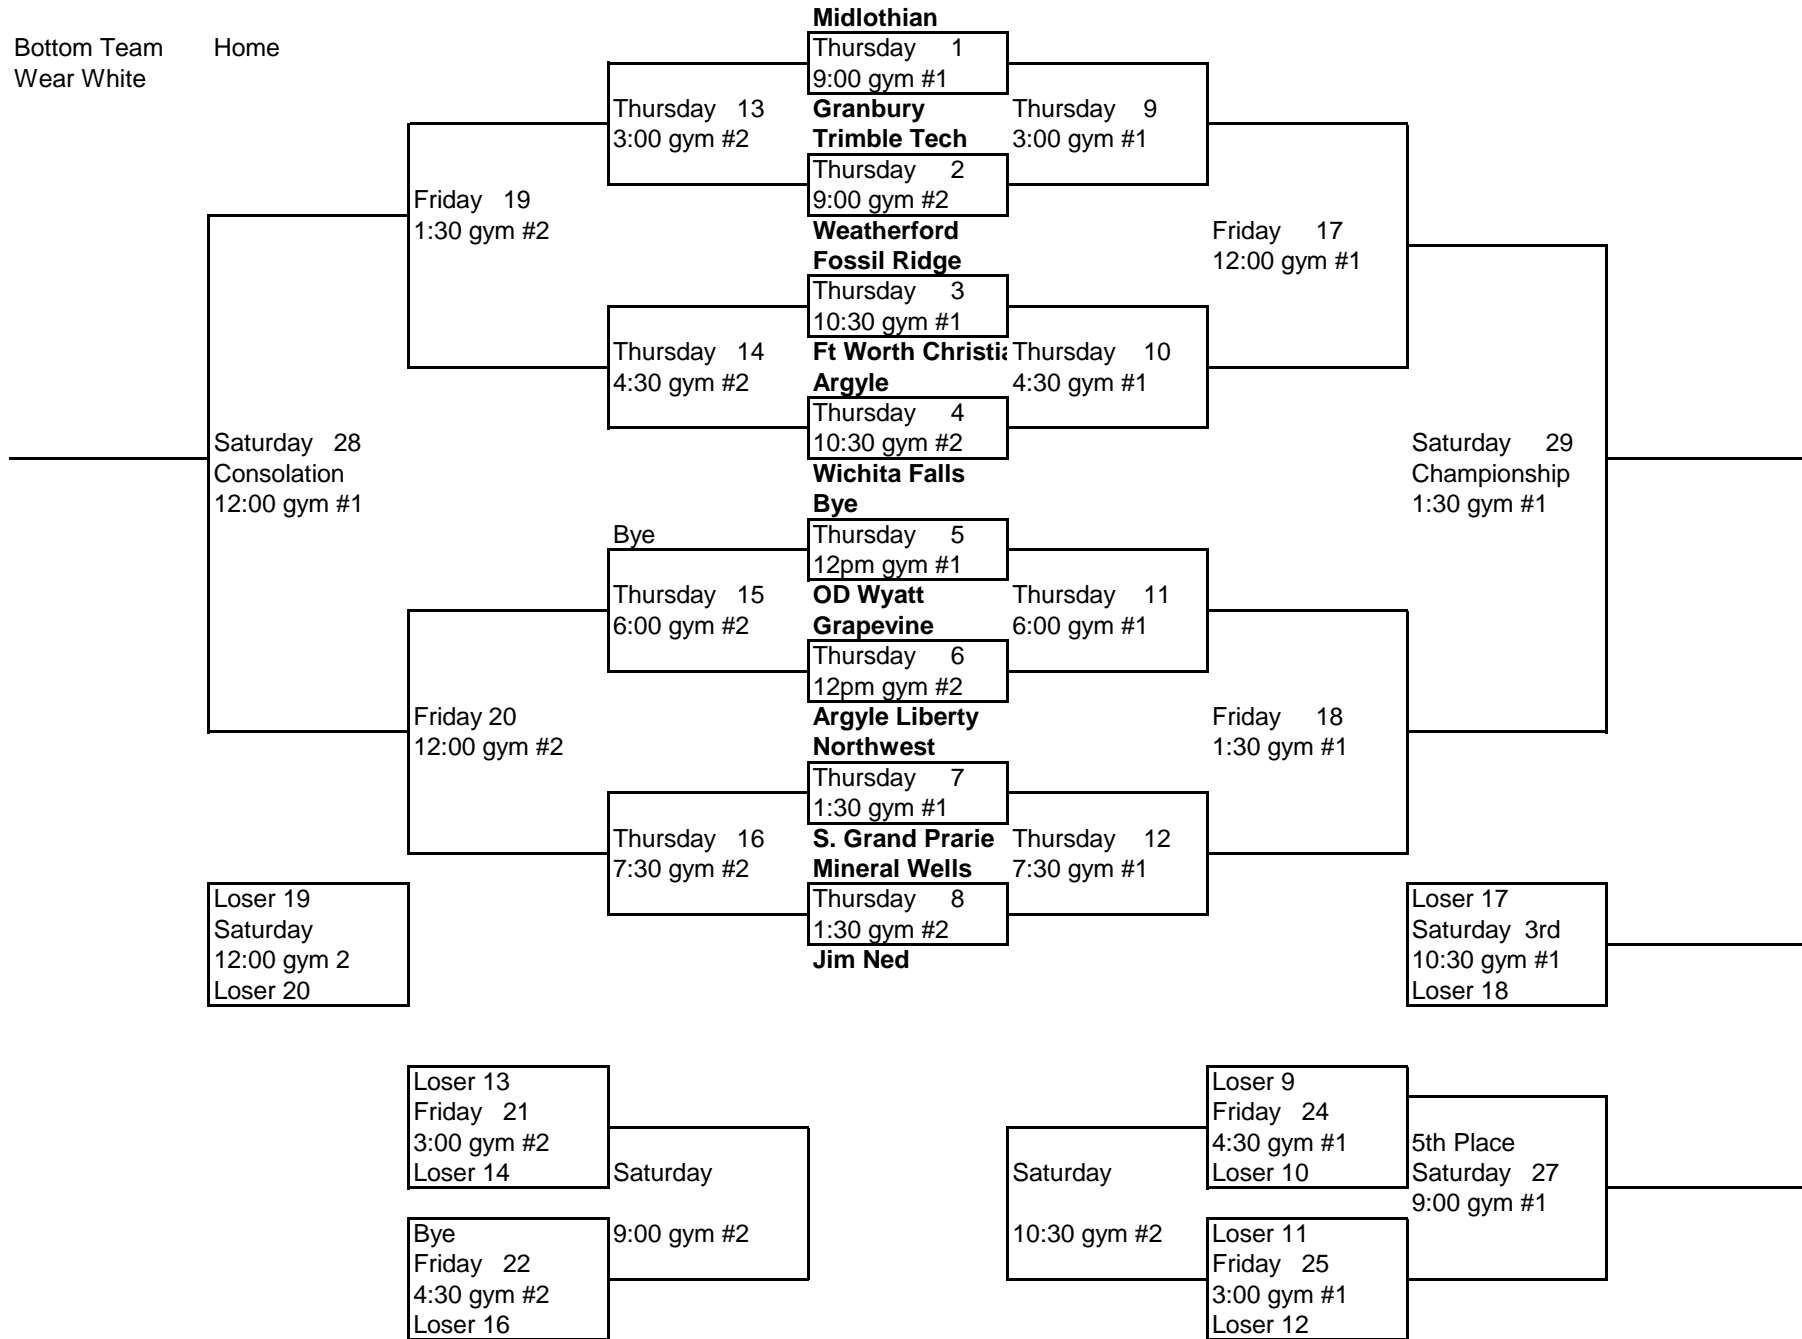 Midlothian
Bottom Team Home
Wear White
Thursday 1
9:00 gym #1
Granbury
Trimble Tech
Thursday 13
3:00 gym #2
Thursday 9
3:00 gym #1
Thursday 2
9:00 gym #2
Friday 19
1:30 gym #2
Weatherford
Fossil Ridge
Friday 17
12:00 gym #1
Thursday 3
10:30 gym #1
Thursday 14
4:30 gym #2
Ft Worth Christia
Argyle
Thursday 10
4:30 gym #1
Thursday 4
10:30 gym #2
Saturday 28
Consolation
12:00 gym #1
Wichita Falls
Bye
Saturday 29
Championship
1:30 gym #1
Bye
Thursday 5
12pm gym #1
Thursday 15
6:00 gym #2
OD Wyatt
Grapevine
Thursday 11
6:00 gym #1
Thursday 6
12pm gym #2
Friday 20
12:00 gym #2
Argyle Liberty
Northwest
Friday 18
1:30 gym #1
Thursday 7
1:30 gym #1
Thursday 16
7:30 gym #2
S. Grand Prarie
Mineral Wells
Thursday 12
7:30 gym #1
Thursday 8
1:30 gym #2
Jim Ned
Loser 19
Saturday
12:00 gym 2
Loser 20
Loser 17
Saturday 3rd
10:30 gym #1
Loser 18
Loser 13
Friday 21
3:00 gym #2
Loser 14
Saturday
9:00 gym #2
Bye
Friday 22
4:30 gym #2
Loser 16
Saturday
10:30 gym #2
Loser 9
Friday 24
4:30 gym #1
Loser 10
5th Place
Saturday 27
9:00 gym #1
Loser 11
Friday 25
3:00 gym #1
Loser 12